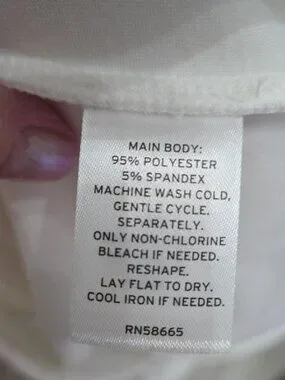 MAIN BODY:
95% POLYESTER
5% SPANDEX
MACHINE WASH COLD,
GENTLE CYCLE.
SEPARATELY.
ONLY NON-CHLORINE
BLEACH IF NEEDED.
RESHAPE.
LAY FLAT TO DRY.
COOL IRON IF NEEDED.
RN58665